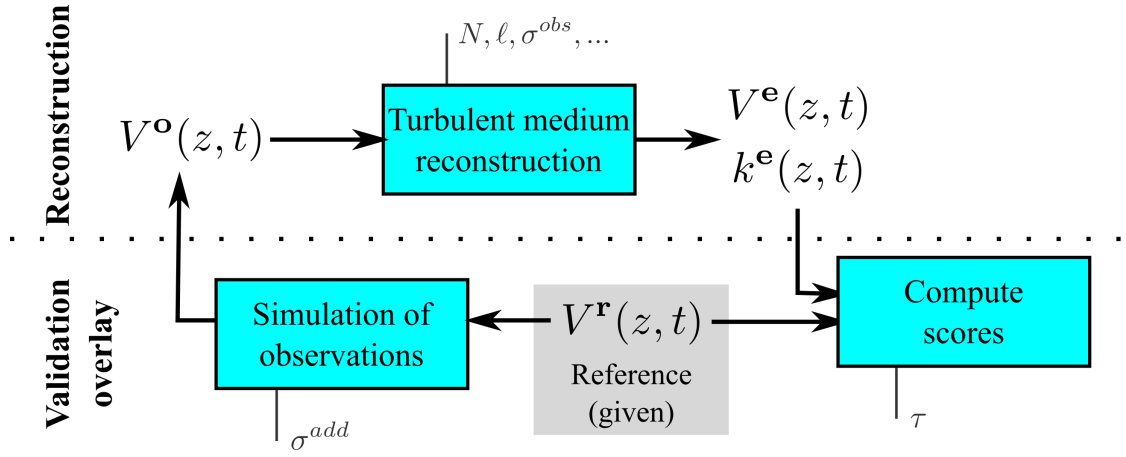 Reconstruction
N, ℓ, σ^{obs}, ...
V^o(z, t)
Turbulent medium
reconstruction
V^e(z, t)
k^e(z, t)
Validation
overlay
Simulation of
observations
σ^{add}
V^r(z, t)
Reference
(given)
Compute
scores
τ